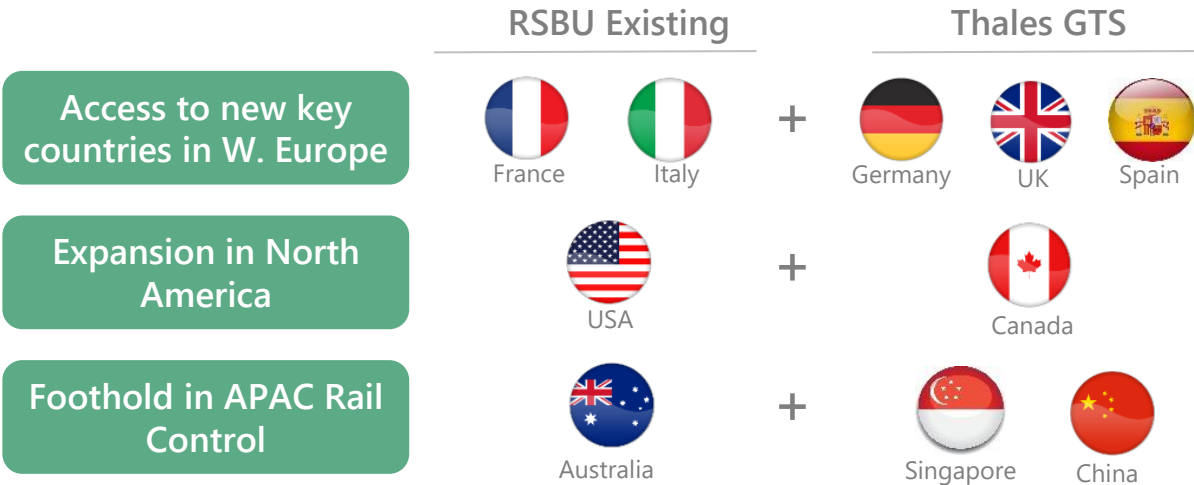 RSBU Existing
Thales GTS
Access to new key
countries in W. Europe
France
Italy
+
Germany
UK
Spain
Expansion in North
America
USA
+
Canada
Foothold in APAC Rail
Control
Australia
+
Singapore
China